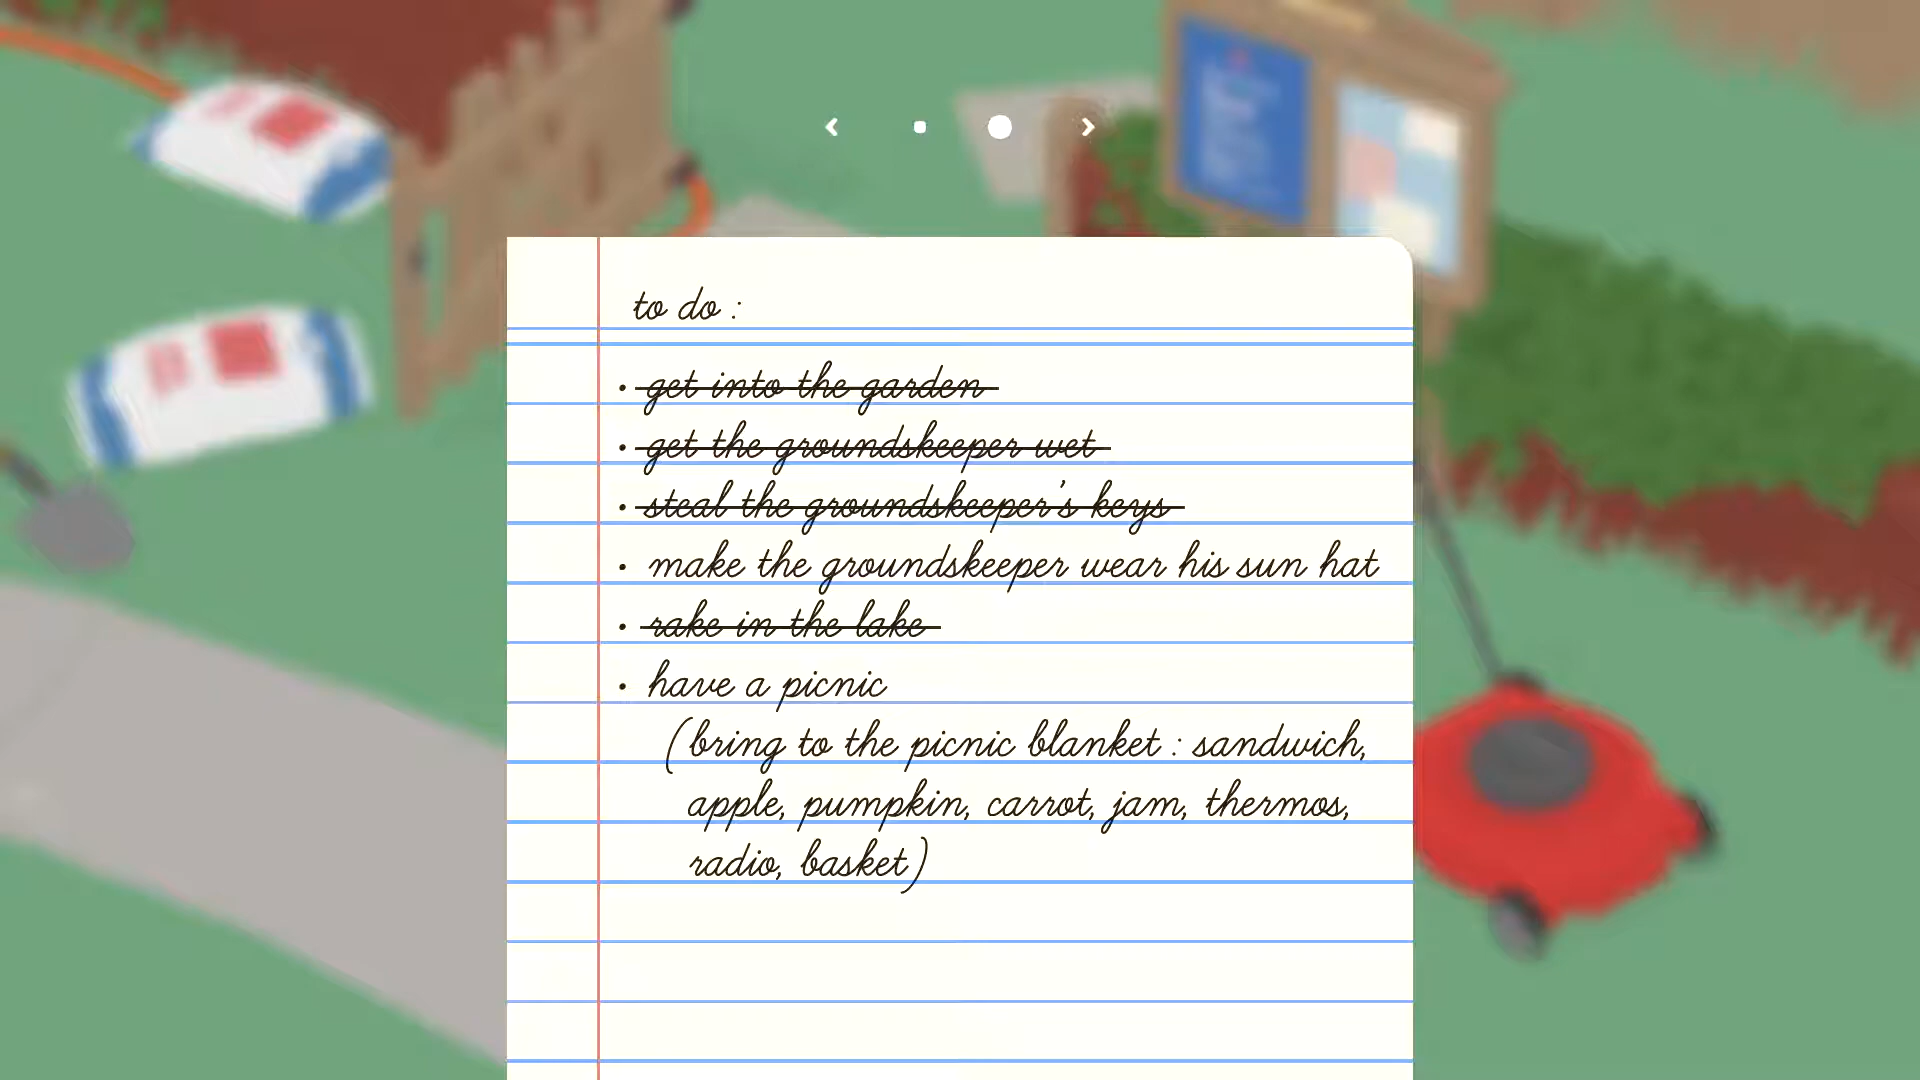 to do :
• get into the garden
• get the groundskeeper wet
• steal the groundskeeper's keys
• make the groundskeeper wear his sun hat
• rake in the lake
• have a picnic
(bring to the picnic blanket : sandwich,
apple, pumpkin, carrot, jam, thermos,
radio, basket)